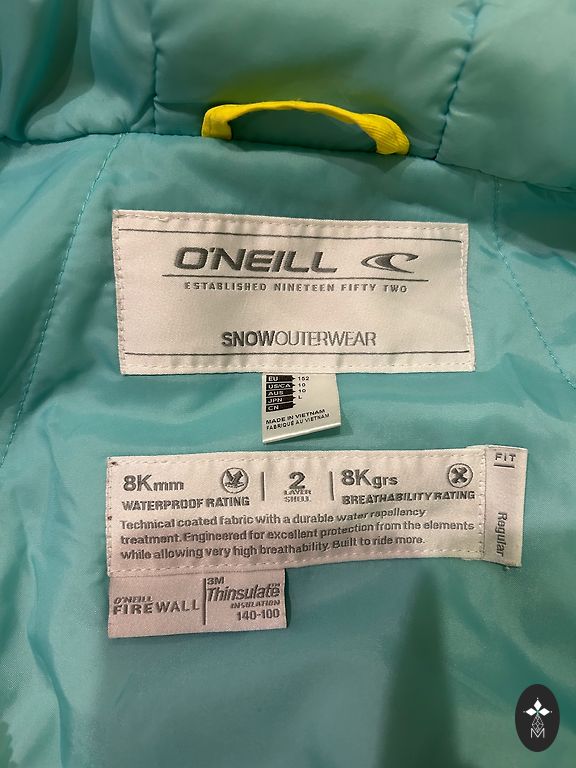 O'NEILL
ESTABLISHED NINETEEN FIFTY TWO
SNOWOUTERWEAR
EU 152
US/CA 10
AUS 10
JPN L
CN
MADE IN VIETNAM
FABRIQUÉ AU VIETNAM
8Kmm
WATERPROOF RATING
2
LAYER
SHELL
8Kgrs
BREATHABILITY RATING
Technical coated fabric with a durable water repellency
treatment. Engineered for excellent protection from the elements
while allowing very high breathability. Built to ride more.
FIT
Regular
O'NEILL
FIREWALL
3M
Thinsulate™
INSULATION
140-100
M